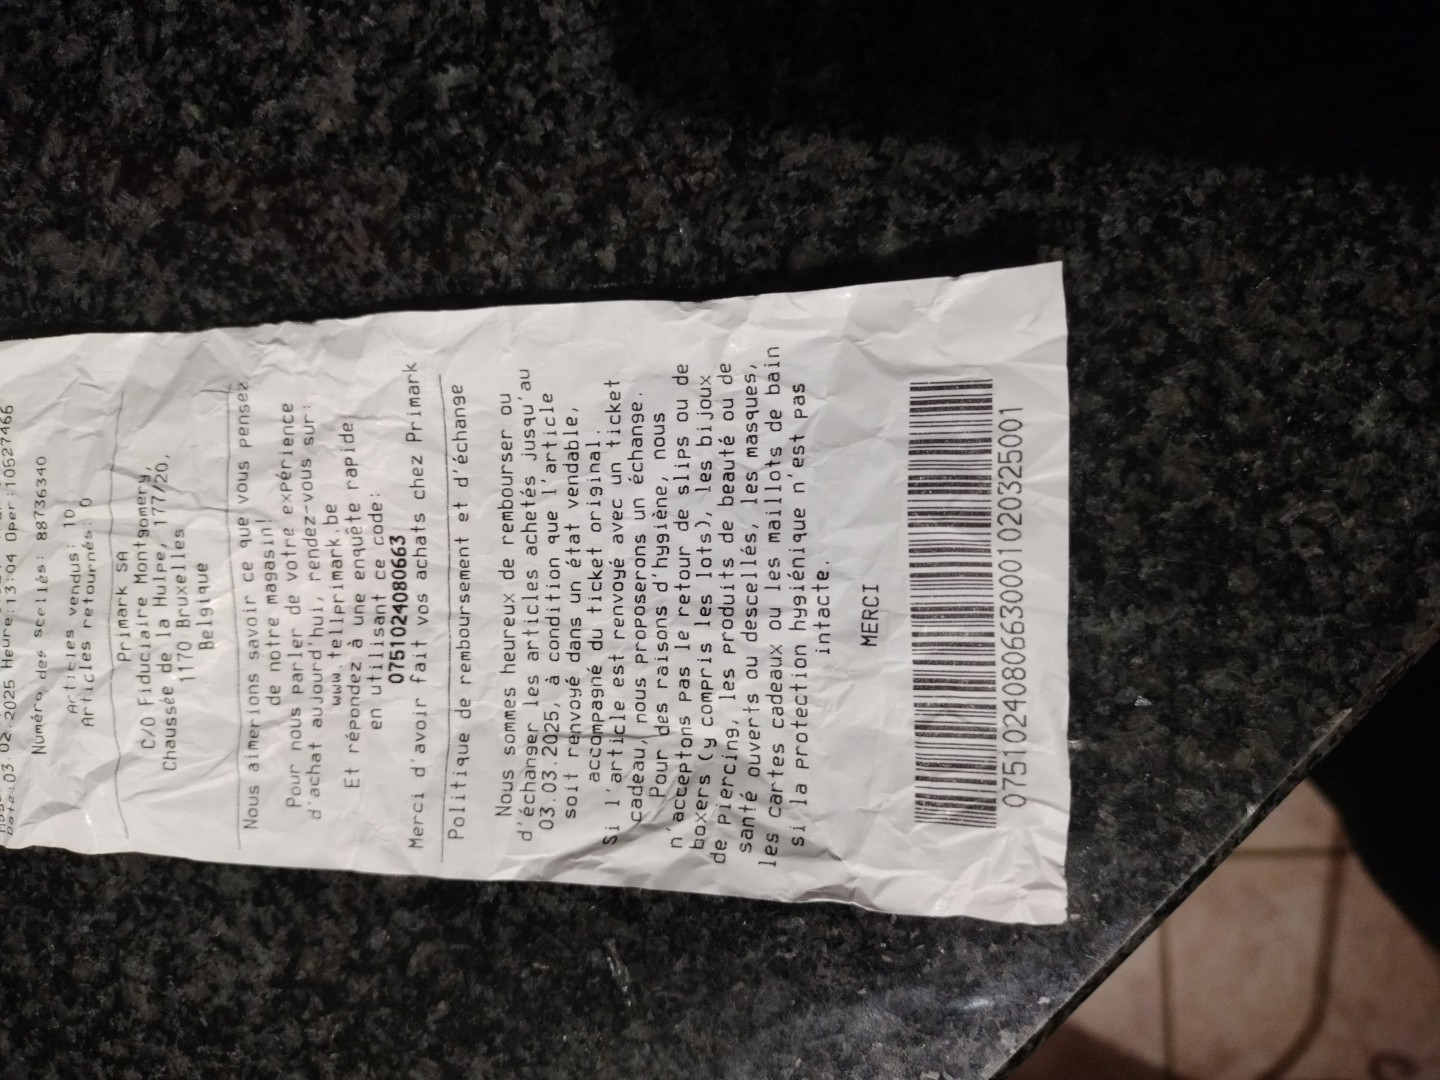 Date:03.02.2025 Heure:13:04 Oper:10627466
Numéro des scellés: 88736340
Articles vendus: 10
Articles retournés: 0
Primark SA
C/O Fiduciaire Montgomery,
Chaussée de la Hulpe, 177/20,
1170 Bruxelles
Belgique
Nous aimerions savoir ce que vous pensez
de notre magasin!
Pour nous parler de votre expérience
d'achat aujourd'hui, rendez-vous sur:
www.tellprimark.be
Et répondez à une enquête rapide!
en utilisant ce code:
0751024080663
Merci d'avoir fait vos achats chez Primark
Politique de remboursement et d'échange
Nous sommes heureux de rembourser ou
d'échanger les articles achetés jusqu'au
03.03.2025, à condition que l'article
soit renvoyé dans un état vendable,
accompagné du ticket original.
Si l'article est renvoyé avec un ticket
cadeau, nous proposerons un échange.
Pour des raisons d'hygiène, nous
n'acceptons pas le retour de slips ou de
boxers (y compris les lots), les bijoux
de piercing, les produits de beauté ou de
santé ouverts ou descellés, les masques,
les cartes cadeaux ou les maillots de bain
si la protection hygiénique n'est pas
intacte.
MERCI
07510240806630001020325001